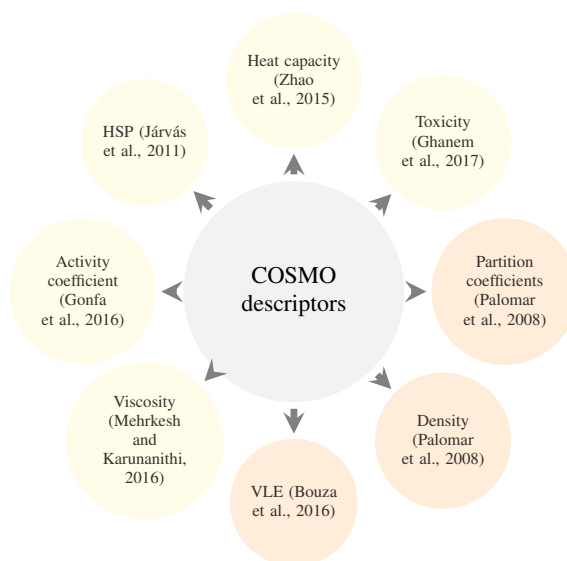 Heat capacity
(Zhao
et al., 2015)
Toxicity
(Ghanem
et al., 2017)
HSP (Járvás
et al., 2011)
Partition
coefficients
(Palomar
et al., 2008)
COSMO
descriptors
Activity
coefficient
(Gonfa
et al., 2016)
Density
(Palomar
et al., 2008)
Viscosity
(Mehrkesh
and
Karunanithi,
2016)
VLE (Bouza
et al., 2016)